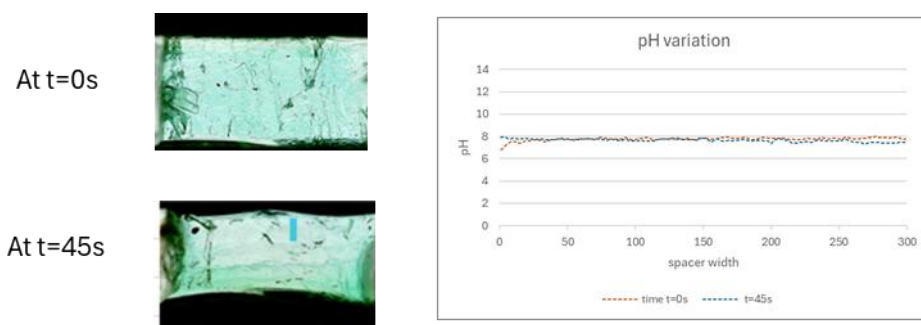 At t=0s
At t=45s
pH variation
pH
14
12
10
8
6
4
2
0
0 50 100 150 200 250 300
spacer width
time t=0s t=45s